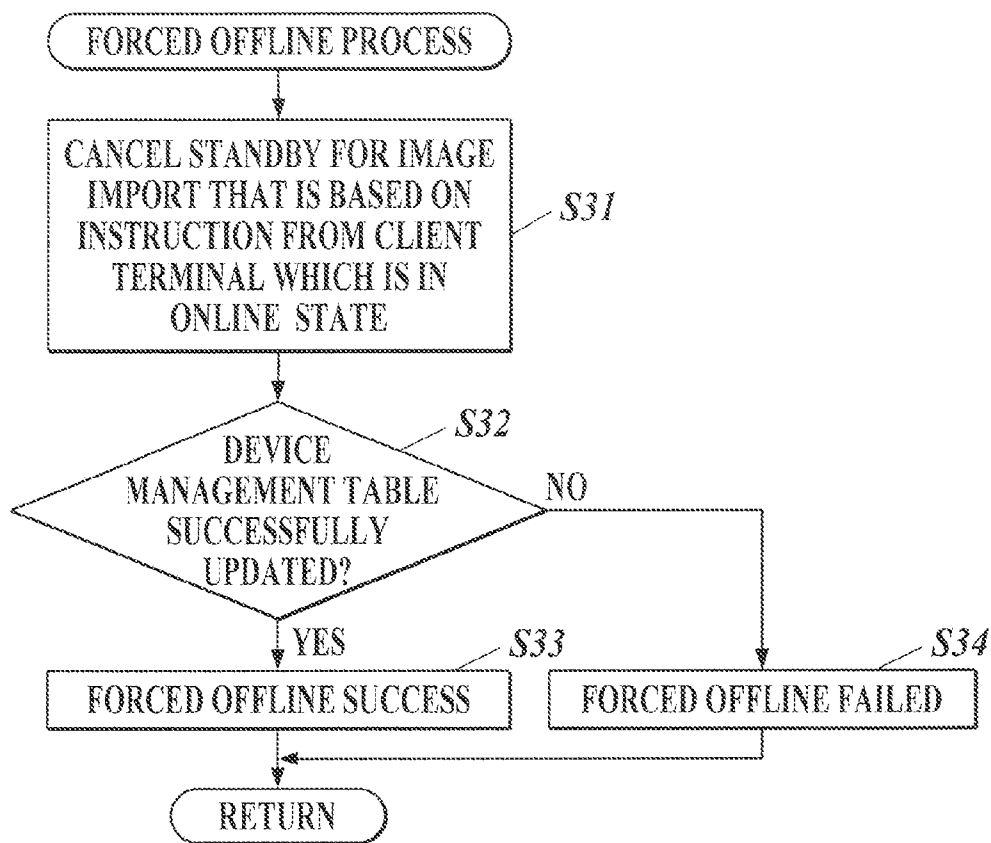 FORCED OFFLINE PROCESS
CANCEL STANDBY FOR IMAGE
IMPORT THAT IS BASED ON
INSTRUCTION FROM CLIENT
TERMINAL WHICH IS IN
ONLINE STATE
S31
S32
DEVICE
MANAGEMENT TABLE
SUCCESSFULLY
UPDATED?
NO
YES
S33
S34
FORCED OFFLINE SUCCESS
FORCED OFFLINE FAILED
RETURN